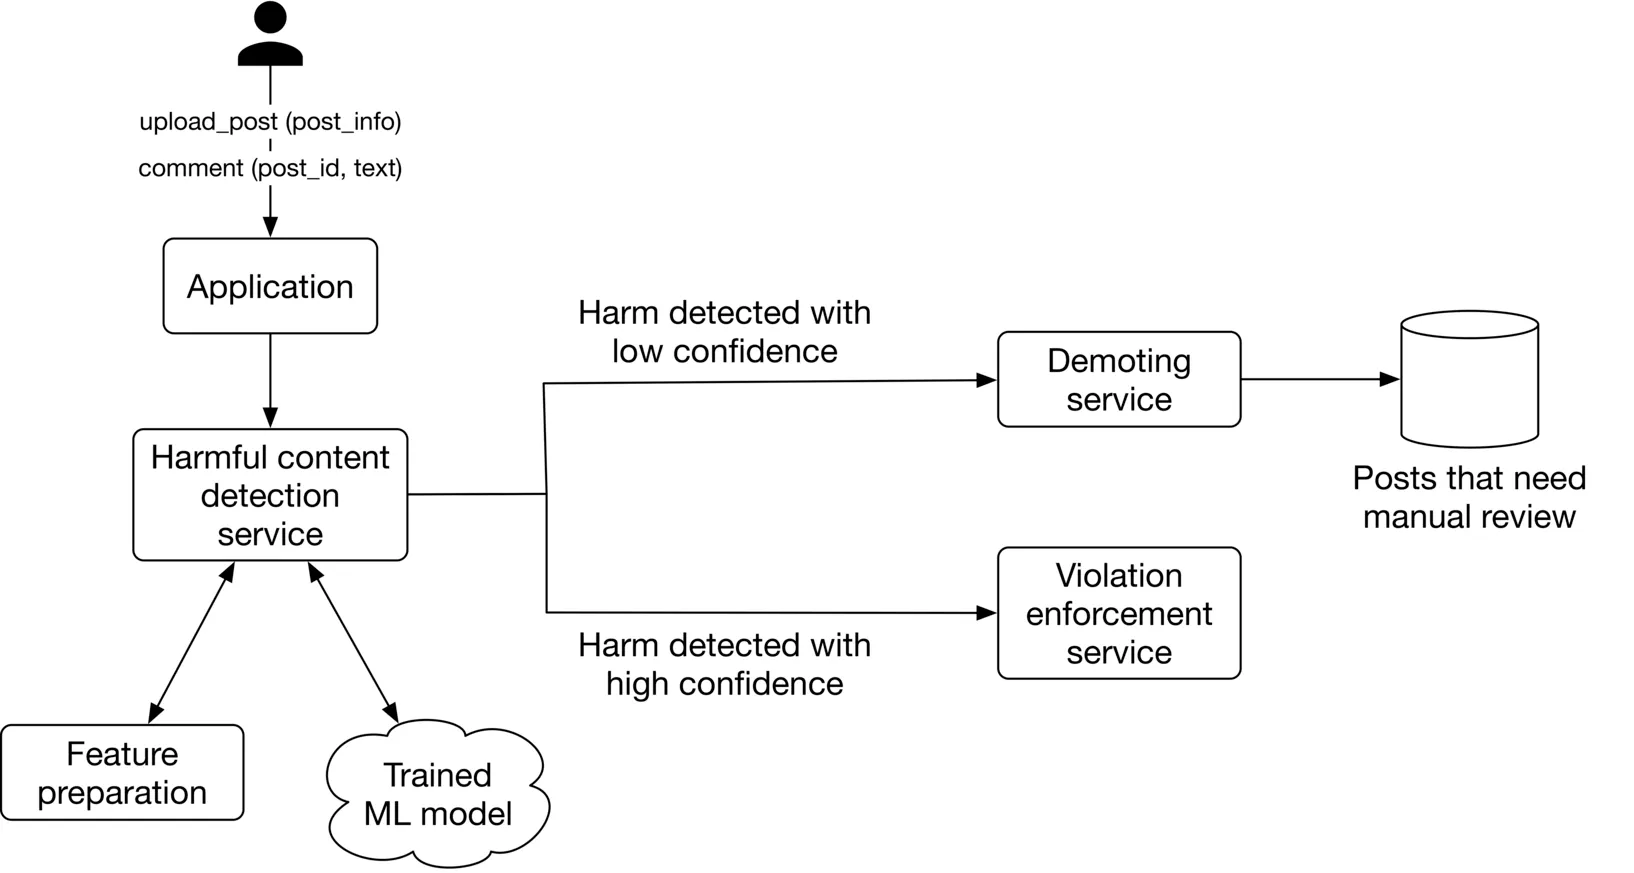 upload_post (post_info)
comment (post_id, text)
Application
Harmful content
detection
service
Feature
preparation
Trained
ML model
Harm detected with
low confidence
Harm detected with
high confidence
Demoting
service
Violation
enforcement
service
Posts that need
manual review